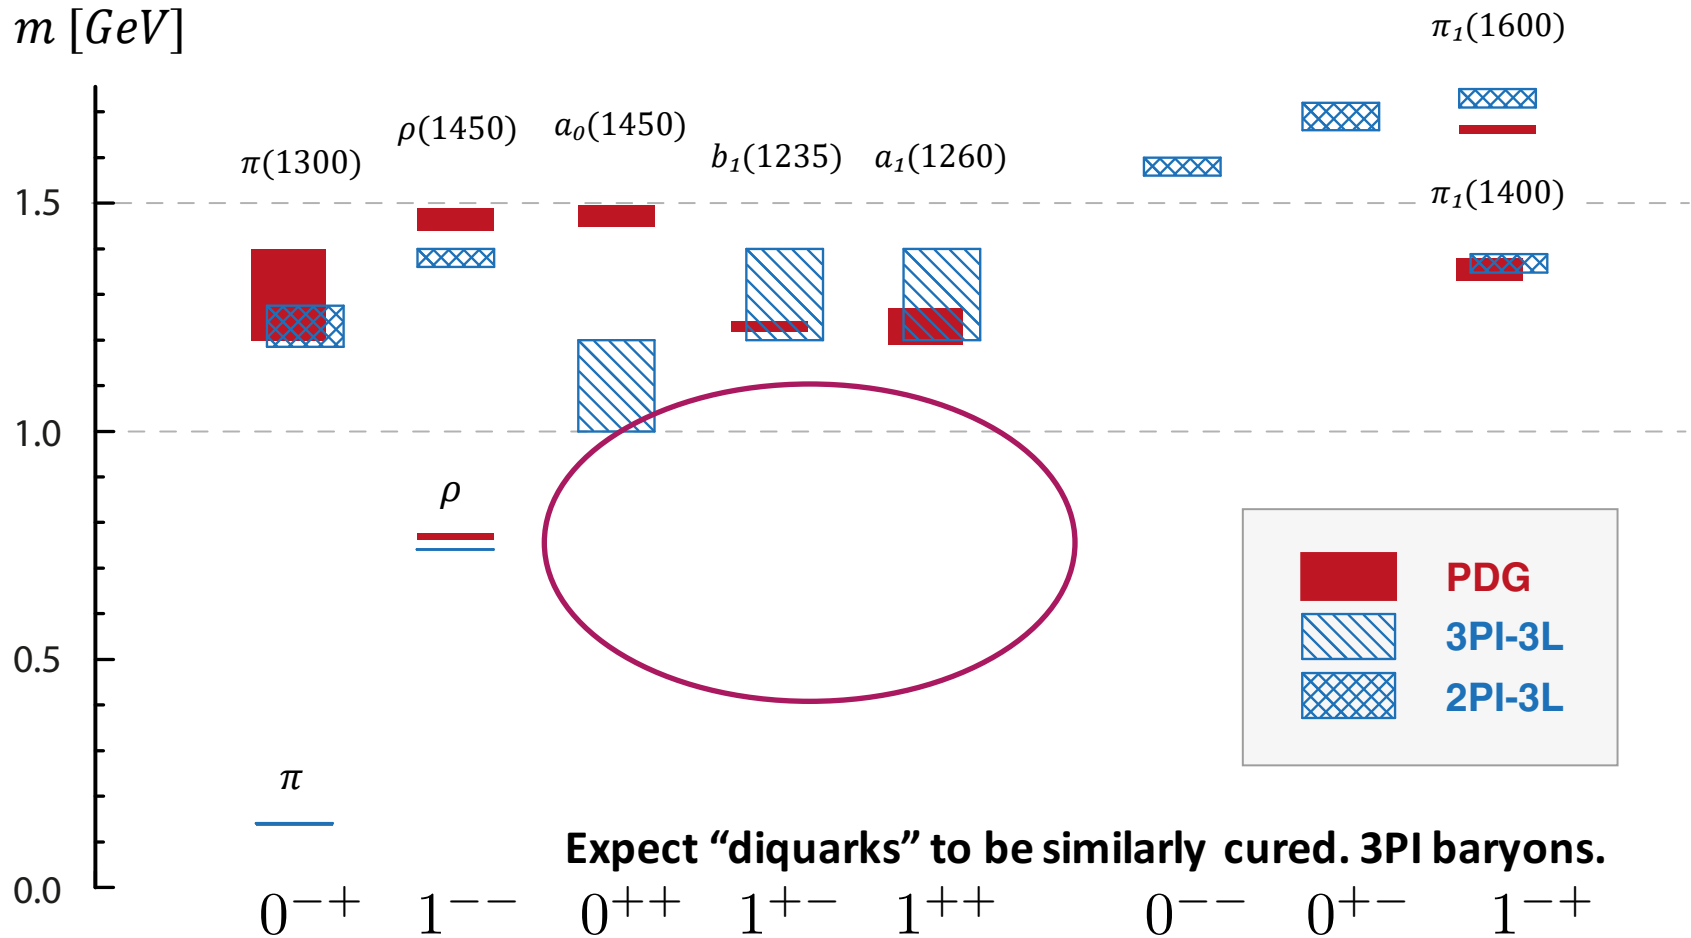 m [GeV]
π₁(1600)
ρ(1450)
a₀(1450)
π(1300)
b₁(1235)
a₁(1260)
π₁(1400)
1.5
1.0
ρ
0.5
PDG
3PI-3L
2PI-3L
π
Expect “diquarks” to be similarly cured. 3PI baryons.
0.0
0⁻⁺ 1⁻⁻ 0⁺⁺ 1⁺⁻ 1⁺⁺ 0⁻⁻ 0⁺⁻ 1⁻⁺